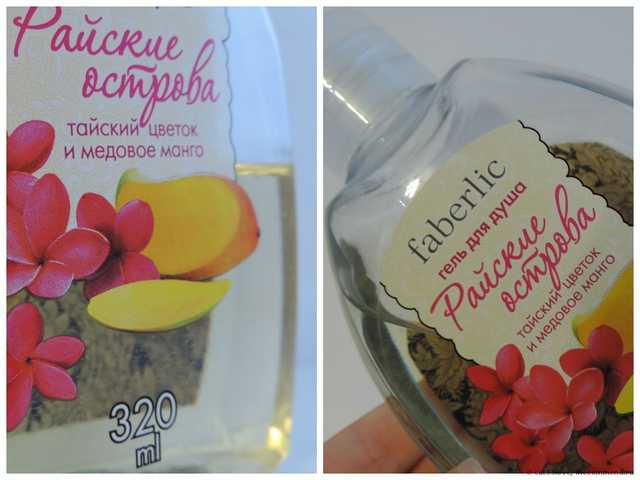 Райские
острова
тайский цветок
и медовое манго
320
ml
faberlic
гель для душа
Райские
острова
тайский цветок
и медовое манго